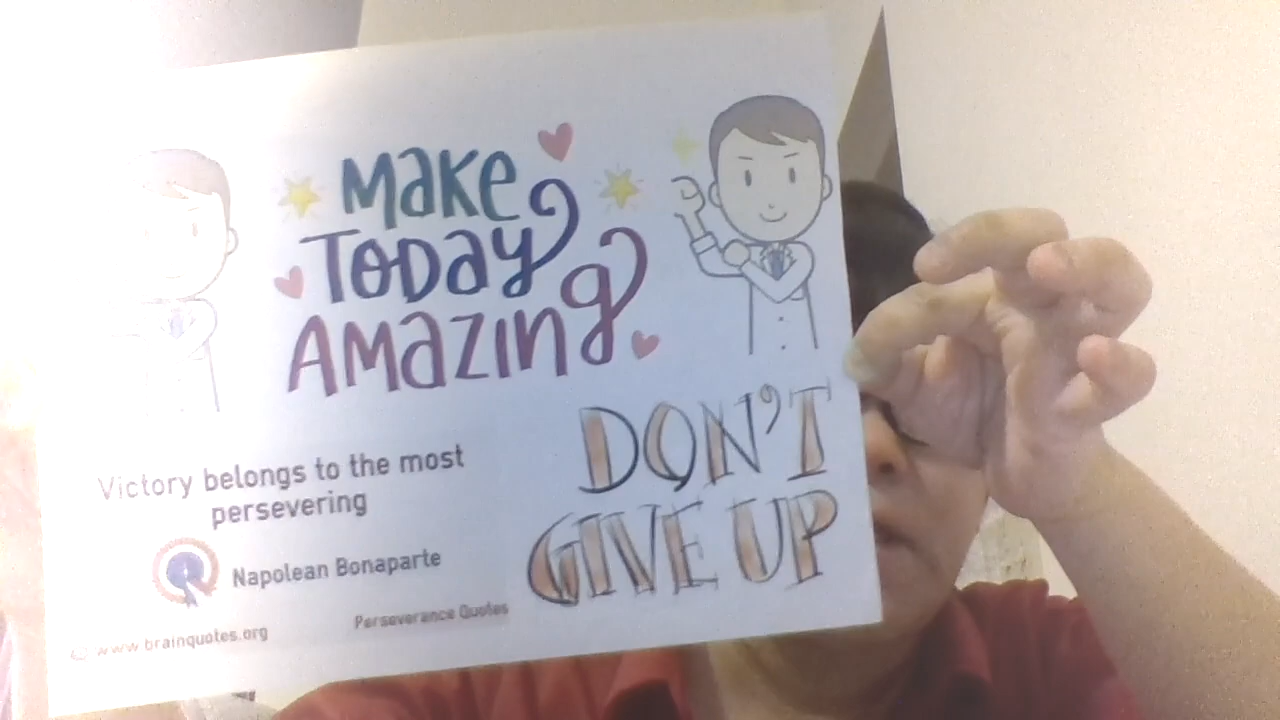 Make
Today
Amazing
DON'T
GIVE UP
Victory belongs to the most
persevering
Napolean Bonaparte
Perseverance Quotes
www.brainquotes.org